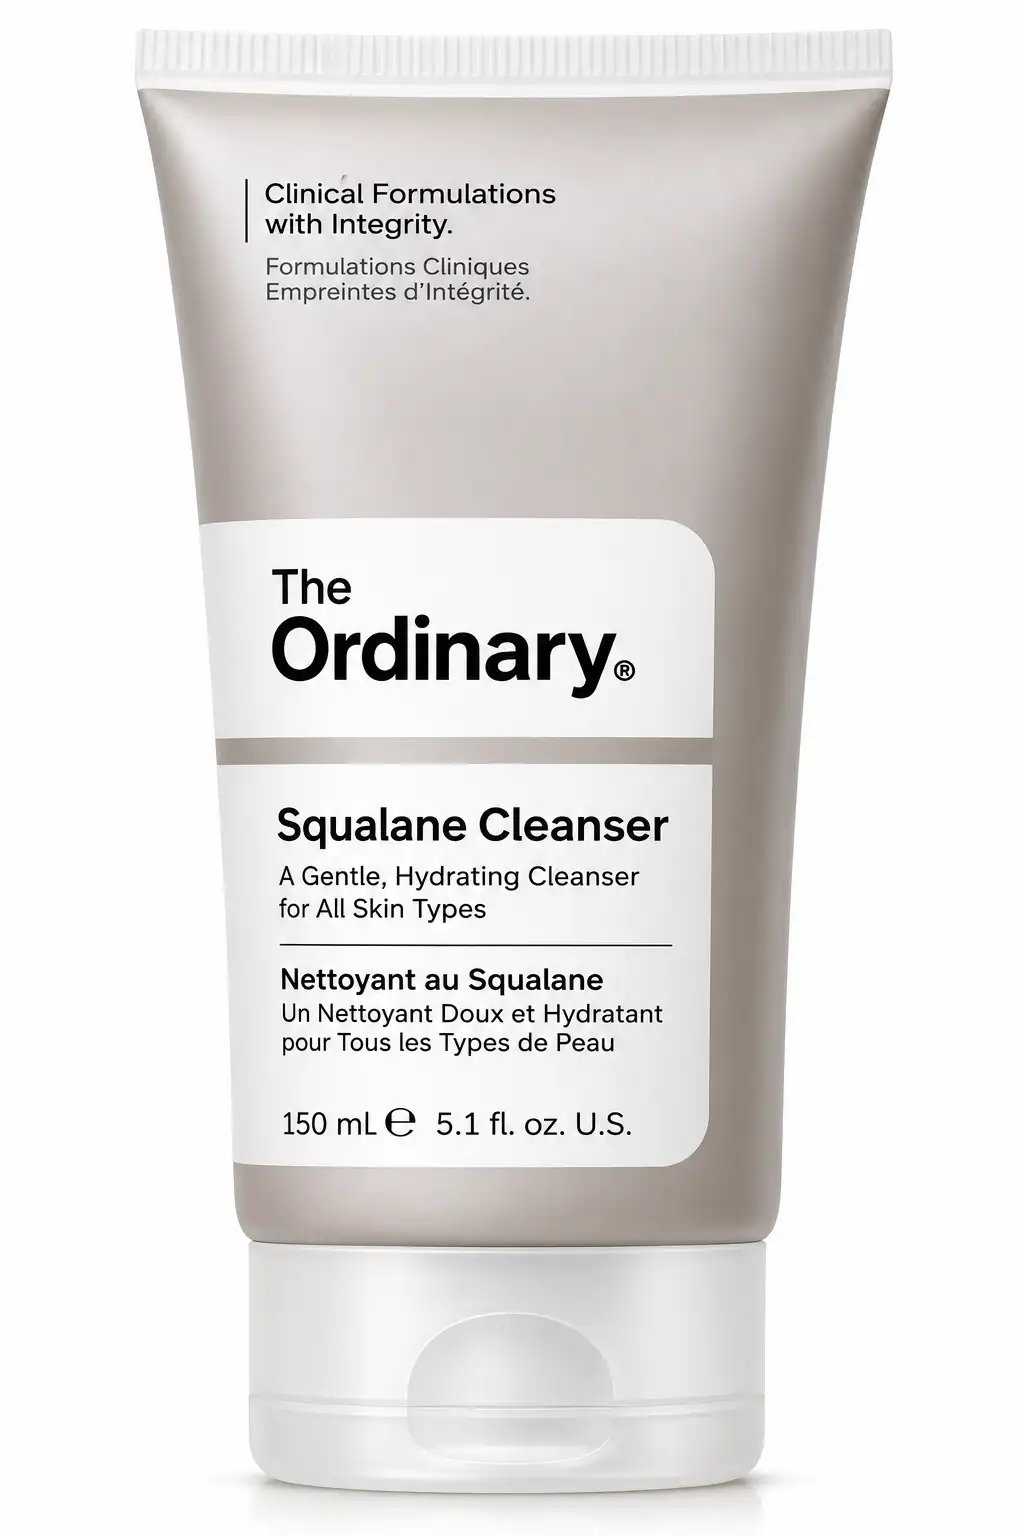 Clinical Formulations
with Integrity.
Formulations Cliniques
Empreintes d’Intégrité.
The
Ordinary®
Squalane Cleanser
A Gentle, Hydrating Cleanser
for All Skin Types
Nettoyant au Squalane
Un Nettoyant Doux et Hydratant
pour Tous les Types de Peau
150 mL ℮ 5.1 fl. oz. U.S.